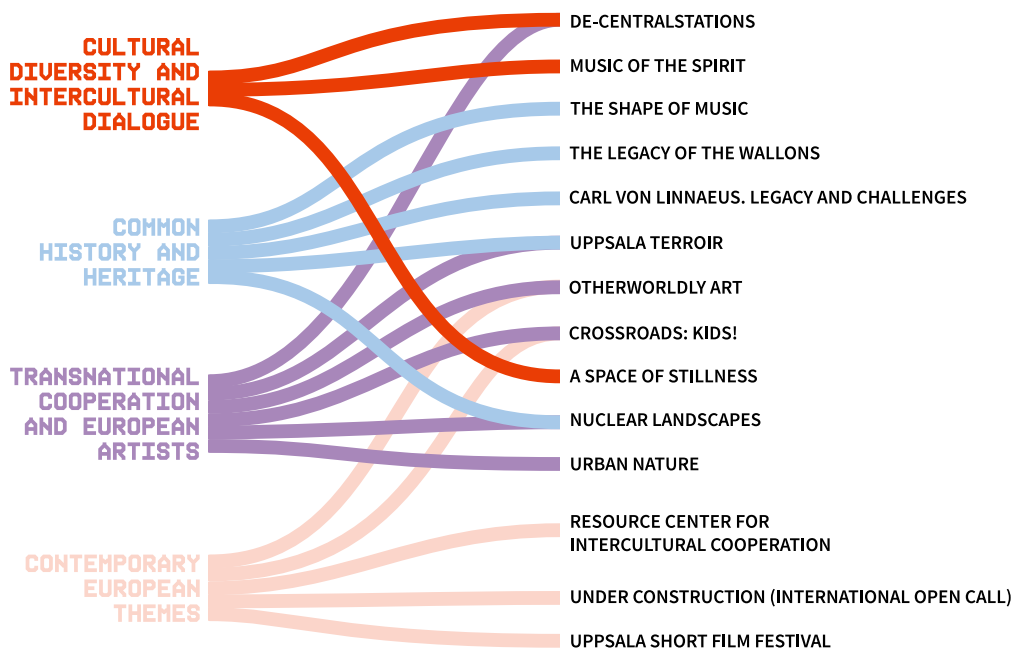 CULTURAL
DIVERSITY AND
INTERCULTURAL
DIALOGUE
COMMON
HISTORY AND
HERITAGE
TRANSNATIONAL
COOPERATION
AND EUROPEAN
ARTISTS
CONTEMPORARY
EUROPEAN
THEMES
DE-CENTRALSTATIONS
MUSIC OF THE SPIRIT
THE SHAPE OF MUSIC
THE LEGACY OF THE WALLONS
CARL VON LINNAEUS. LEGACY AND CHALLENGES
UPPSALA TERROIR
OTHERWORLDLY ART
CROSSROADS: KIDS!
A SPACE OF STILLNESS
NUCLEAR LANDSCAPES
URBAN NATURE
RESOURCE CENTER FOR
INTERCULTURAL COOPERATION
UNDER CONSTRUCTION (INTERNATIONAL OPEN CALL)
UPPSALA SHORT FILM FESTIVAL